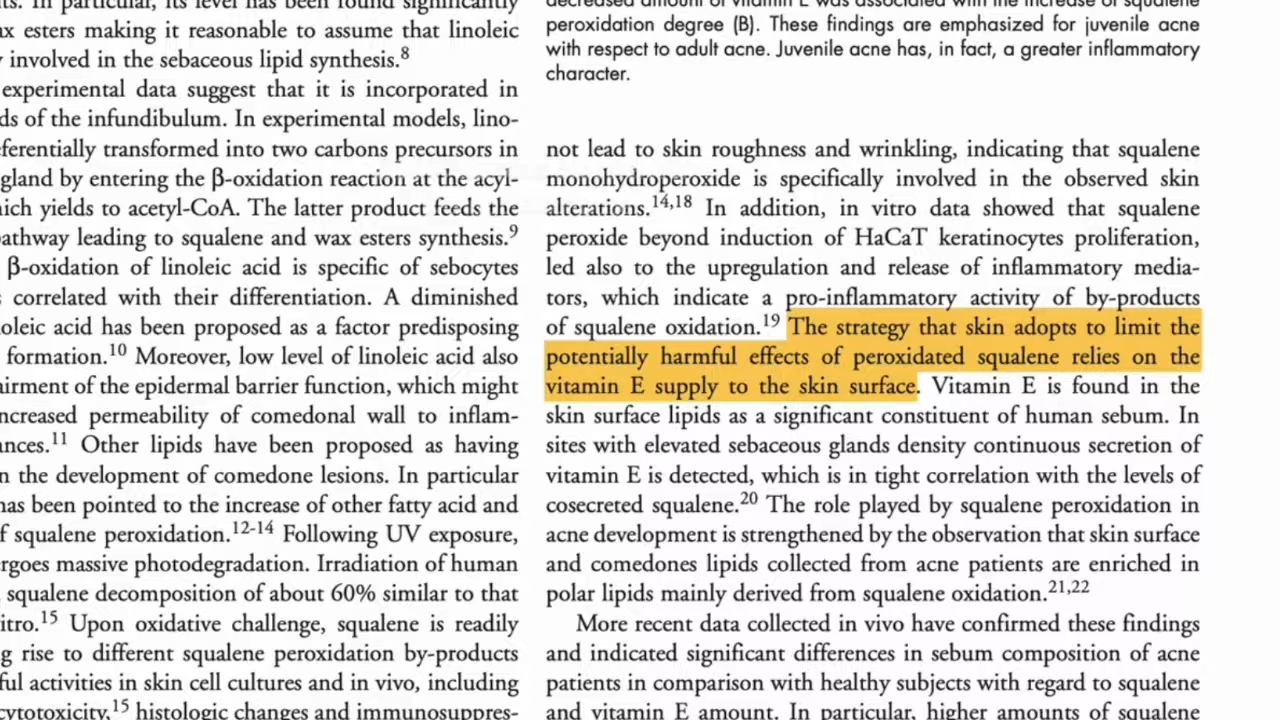 ts. In particular, its level has been found significantly
ax esters making it reasonable to assume that linoleic
involved in the sebaceous lipid synthesis.8
experimental data suggest that it is incorporated in
ds of the infundibulum. In experimental models, lino-
eferentially transformed into two carbons precursors in
gland by entering the β-oxidation reaction at the acyl-
hich yields to acetyl-CoA. The latter product feeds the
pathway leading to squalene and wax esters synthesis.9
β-oxidation of linoleic acid is specific of sebocytes
s correlated with their differentiation. A diminished
noleic acid has been proposed as a factor predisposing
formation.10 Moreover, low level of linoleic acid also
airment of the epidermal barrier function, which might
ncreased permeability of comedonal wall to inflam-
ances.11 Other lipids have been proposed as having
n the development of comedone lesions. In particular
has been pointed to the increase of other fatty acid and
f squalene peroxidation.12-14 Following UV exposure,
rgoes massive photodegradation. Irradiation of human
squalene decomposition of about 60% similar to that
itro.15 Upon oxidative challenge, squalene is readily
g rise to different squalene peroxidation by-products
ful activities in skin cell cultures and in vivo, including
cytotoxicity,15 histologic changes and immunosuppres-
decreased amount of vitamin E was associated with the increase of squalene
peroxidation degree (B). These findings are emphasized for juvenile acne
with respect to adult acne. Juvenile acne has, in fact, a greater inflammatory
character.
not lead to skin roughness and wrinkling, indicating that squalene
monohydroperoxide is specifically involved in the observed skin
alterations.14,18 In addition, in vitro data showed that squalene
peroxide beyond induction of HaCaT keratinocytes proliferation,
led also to the upregulation and release of inflammatory media-
tors, which indicate a pro-inflammatory activity of by-products
of squalene oxidation.19 The strategy that skin adopts to limit the
potentially harmful effects of peroxidated squalene relies on the
vitamin E supply to the skin surface. Vitamin E is found in the
skin surface lipids as a significant constituent of human sebum. In
sites with elevated sebaceous glands density continuous secretion of
vitamin E is detected, which is in tight correlation with the levels of
cosecreted squalene.20 The role played by squalene peroxidation in
acne development is strengthened by the observation that skin surface
and comedones lipids collected from acne patients are enriched in
polar lipids mainly derived from squalene oxidation.21,22
More recent data collected in vivo have confirmed these findings
and indicated significant differences in sebum composition of acne
patients in comparison with healthy subjects with regard to squalene
and vitamin E amount. In particular, higher amounts of squalene